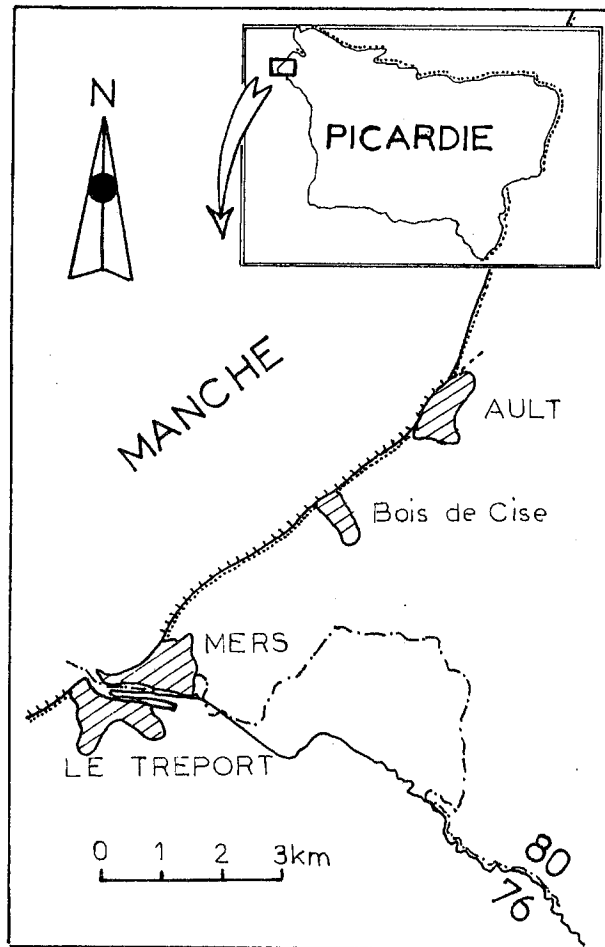 N
PICARDIE
MANCHE
AULT
Bois de Cise
MERS
LE TREPORT
0 1 2 3km
80
76